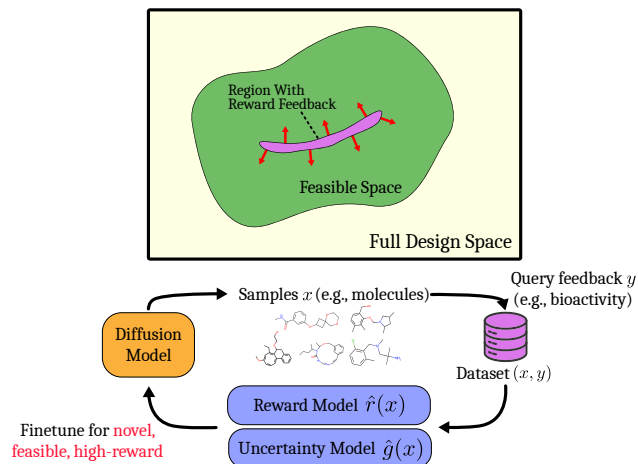 Region With
Reward Feedback
Feasible Space
Full Design Space
Samples x (e.g., molecules)
Query feedback y
(e.g., bioactivity)
Diffusion
Model
Dataset (x, y)
Reward Model r̂(x)
Uncertainty Model ĝ(x)
Finetune for novel,
feasible, high-reward